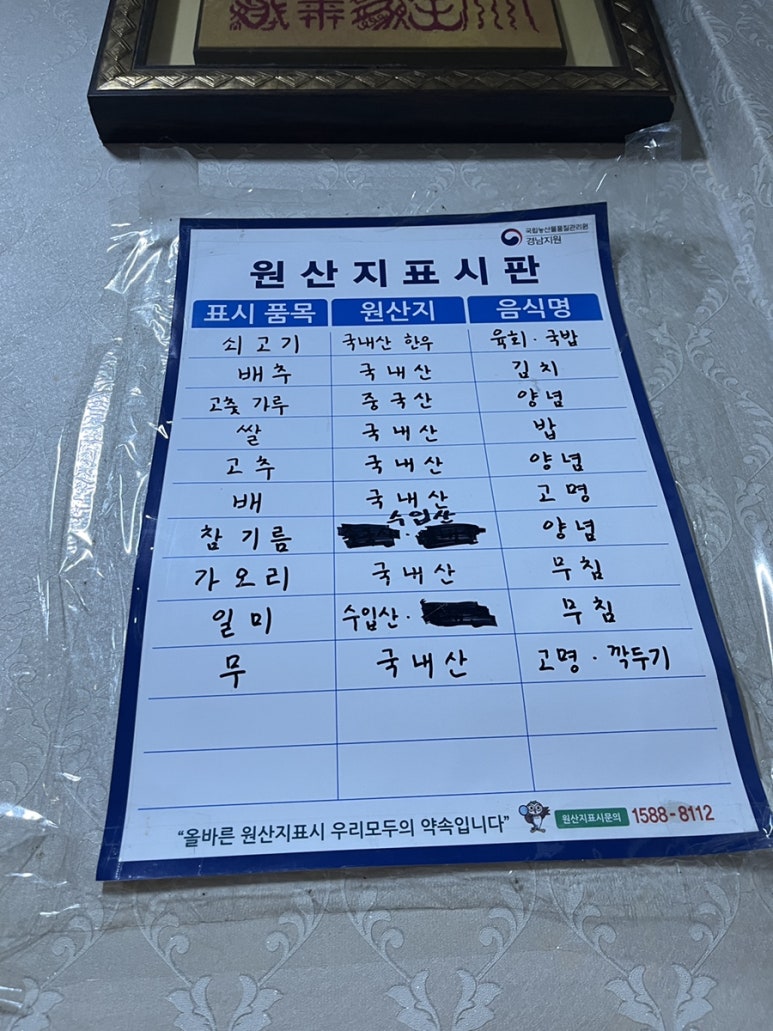 국립농산물품질관리원
경남지원
원산지표시판
표시 품목 원산지 음식명
쇠고기 국내산 한우 육회·국밥
배추 국내산 김치
고춧가루 중국산 양념
쌀 국내산 밥
고추 국내산 양념
배 국내산 고명
참기름 수입산 양념
가오리 국내산 무침
일미 수입산· 무침
무 국내산 고명·깍두기
"올바른 원산지표시 우리모두의 약속입니다" 원산지표시문의 1588-8112